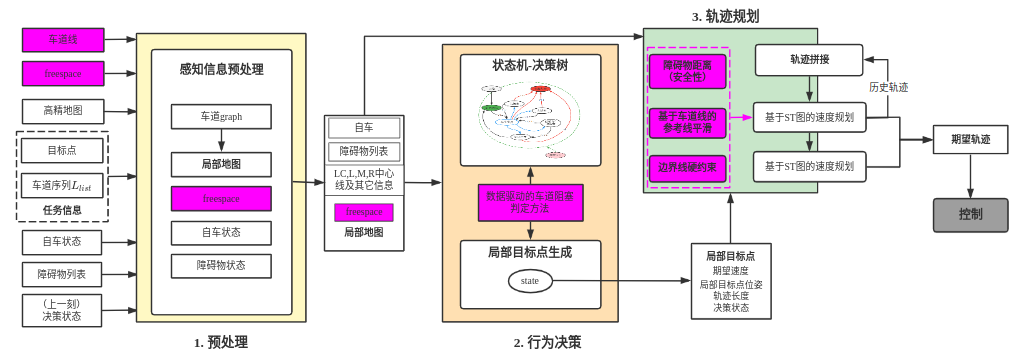 车道线
freespace
高精地图
目标点
车道序列L_list
任务信息
自车状态
障碍物列表
（上一刻）
决策状态
感知信息预处理
车道graph
局部地图
freespace
自车状态
障碍物状态
1. 预处理
自车
障碍物列表
LC,L,M,R中心
线及其它信息
freespace
局部地图
状态机-决策树
数据驱动的车道阻塞
判定方法
局部目标点生成
state
2. 行为决策
3. 轨迹规划
障碍物距离
（安全性）
基于车道线的
参考线平滑
边界线硬约束
轨迹拼接
历史轨迹
基于ST图的速度规划
基于ST图的速度规划
局部目标点
期望速度
局部目标点位姿
轨迹长度
决策状态
期望轨迹
控制